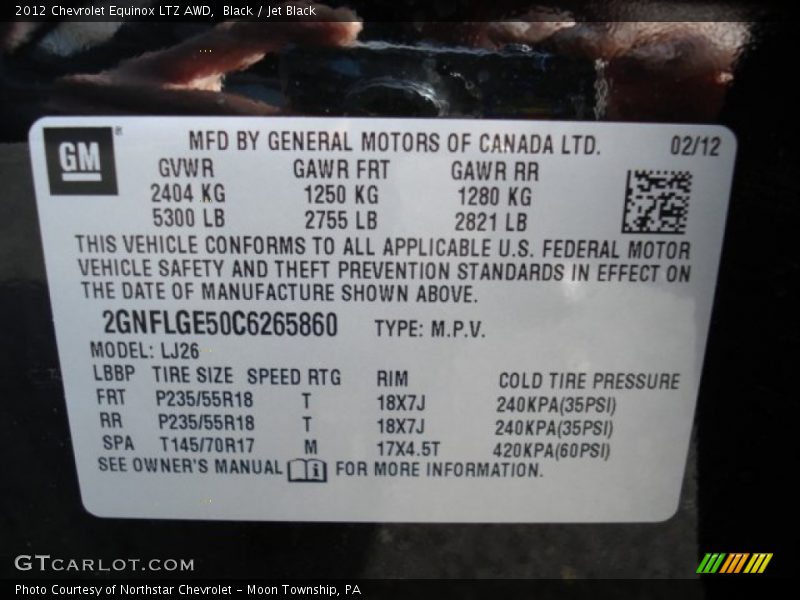 2012 Chevrolet Equinox LTZ AWD, Black / Jet Black
GM
MFD BY GENERAL MOTORS OF CANADA LTD. 02/12
GVWR GAWR FRT GAWR RR
2404 KG 1250 KG 1280 KG
5300 LB 2755 LB 2821 LB
THIS VEHICLE CONFORMS TO ALL APPLICABLE U.S. FEDERAL MOTOR
VEHICLE SAFETY AND THEFT PREVENTION STANDARDS IN EFFECT ON
THE DATE OF MANUFACTURE SHOWN ABOVE.
2GNFLGE50C6265860 TYPE: M.P.V.
MODEL: LJ26
LBBP TIRE SIZE SPEED RTG RIM COLD TIRE PRESSURE
FRT P235/55R18 T 18X7J 240KPA(35PSI)
RR P235/55R18 T 18X7J 240KPA(35PSI)
SPA T145/70R17 M 17X4.5T 420KPA(60PSI)
SEE OWNER'S MANUAL i FOR MORE INFORMATION.
GTCARLOT.COM
Photo Courtesy of Northstar Chevrolet - Moon Township, PA